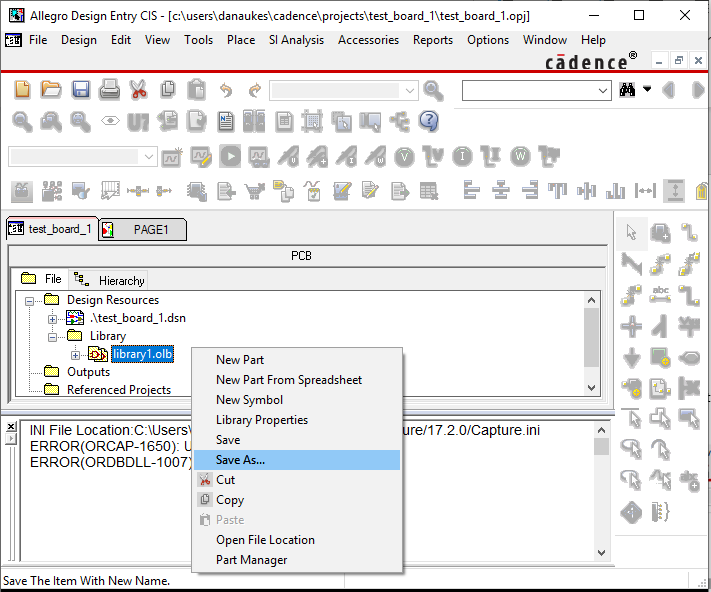 Allegro Design Entry CIS - [c:\users\danaukes\cadence\projects\test_board_1\test_board_1.opj]
File Design Edit View Tools Place SI Analysis Accessories Reports Options Window Help
cādence®
test_board_1 PAGE1
PCB
File Hierarchy
Design Resources
.\test_board_1.dsn
Library
library1.olb
Outputs
Referenced Projects
New Part
New Part From Spreadsheet
New Symbol
Library Properties
Save
Save As...
Cut
Copy
Paste
Open File Location
Part Manager
INI File Location:C:\Users\ ure/17.2.0/Capture.ini
ERROR(ORCAP-1650): U
ERROR(ORDBDLL-1007)
Save The Item With New Name.